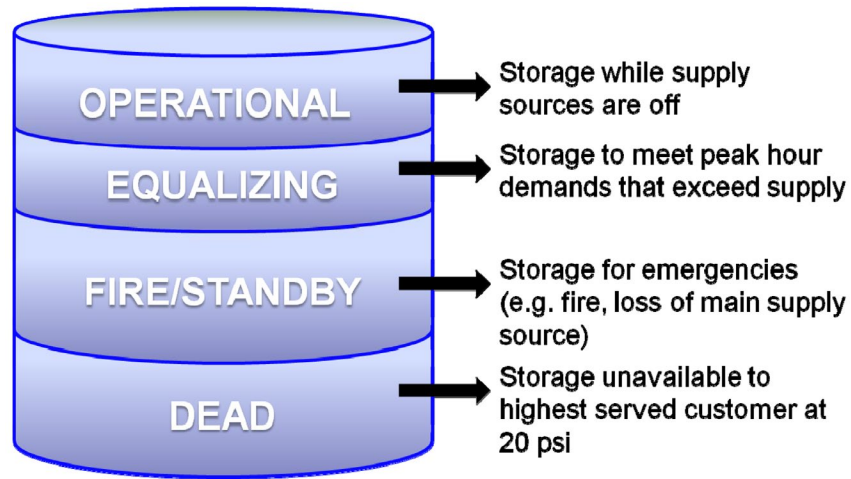 OPERATIONAL
Storage while supply
sources are off
EQUALIZING
Storage to meet peak hour
demands that exceed supply
FIRE/STANDBY
Storage for emergencies
(e.g. fire, loss of main supply
source)
DEAD
Storage unavailable to
highest served customer at
20 psi